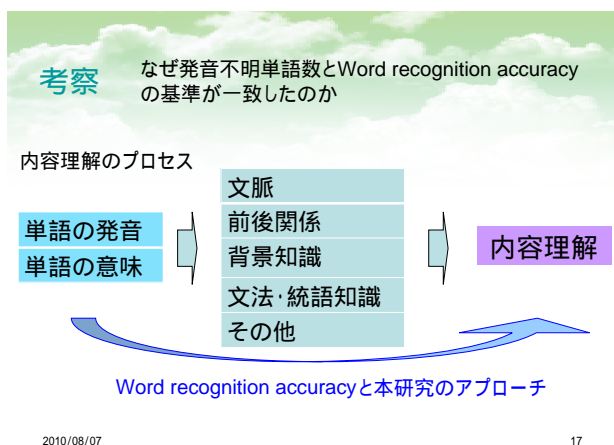 考察
なぜ発音不明単語数とWord recognition accuracy
の基準が一致したのか
内容理解のプロセス
単語の発音
単語の意味
文脈
前後関係
背景知識
文法・統語知識
その他
内容理解
Word recognition accuracyと本研究のアプローチ
2010/08/07
17